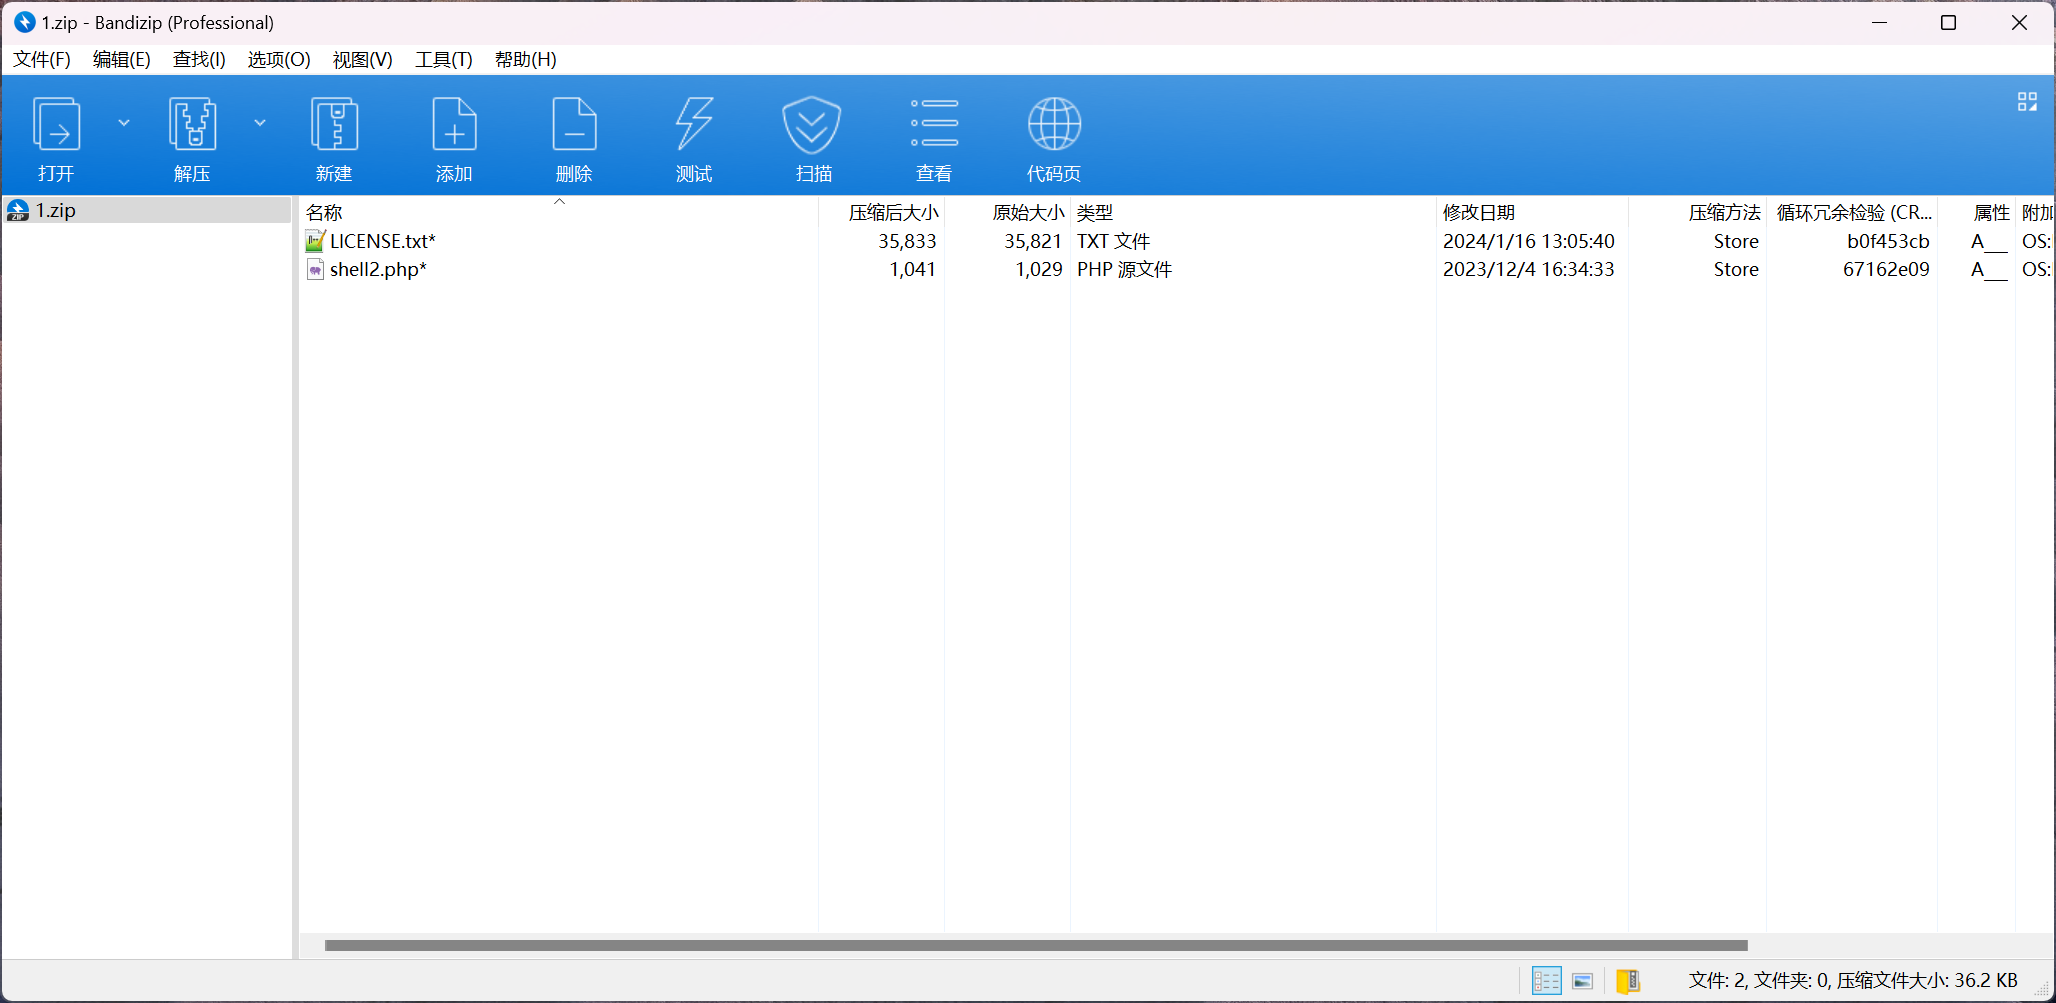 1.zip - Bandizip (Professional)
文件(F) 编辑(E) 查找(I) 选项(O) 视图(V) 工具(T) 帮助(H)
打开 解压 新建 添加 删除 测试 扫描 查看 代码页
1.zip
名称 压缩后大小 原始大小 类型 修改日期 压缩方法 循环冗余检验 (CR... 属性 附加
LICENSE.txt* 35,833 35,821 TXT 文件 2024/1/16 13:05:40 Store b0f453cb A__ OS:
shell2.php* 1,041 1,029 PHP 源文件 2023/12/4 16:34:33 Store 67162e09 A__ OS:
文件: 2, 文件夹: 0, 压缩文件大小: 36.2 KB